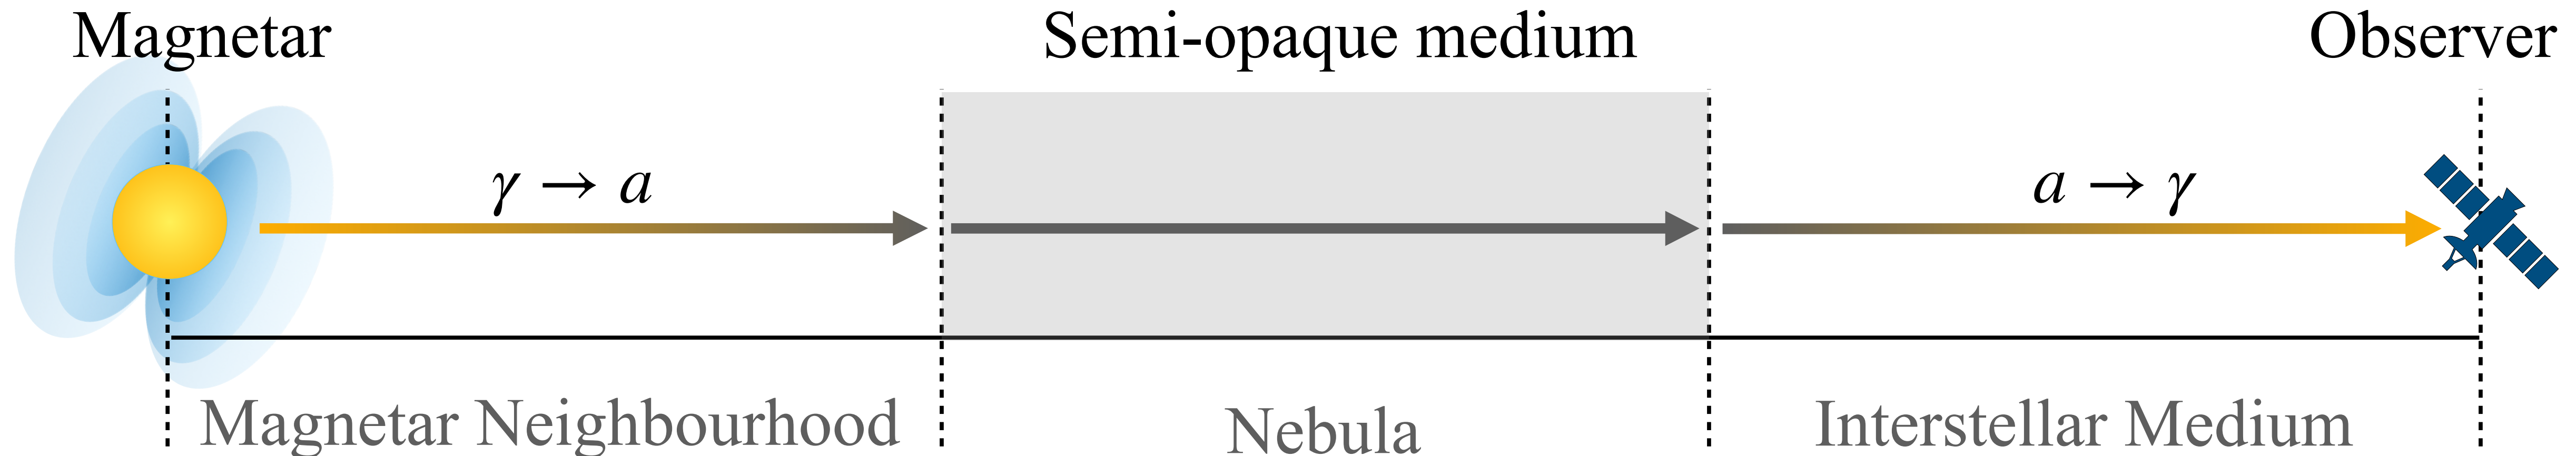 Magnetar
Semi-opaque medium
Observer
γ → a
a → γ
Magnetar Neighbourhood
Nebula
Interstellar Medium